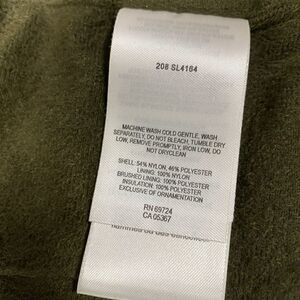 208 SL4164
MACHINE WASH COLD GENTLE, WASH
SEPARATELY, DO NOT BLEACH, TUMBLE DRY
LOW, REMOVE PROMPTLY, IRON LOW, DO
NOT DRYCLEAN
SHELL: 54% NYLON, 46% POLYESTER
LINING: 100% NYLON
BRUSHED LINING: 100% POLYESTER
INSULATION: 100% POLYESTER
EXCLUSIVE OF ORNAMENTATION
RN 69724
CA 05367